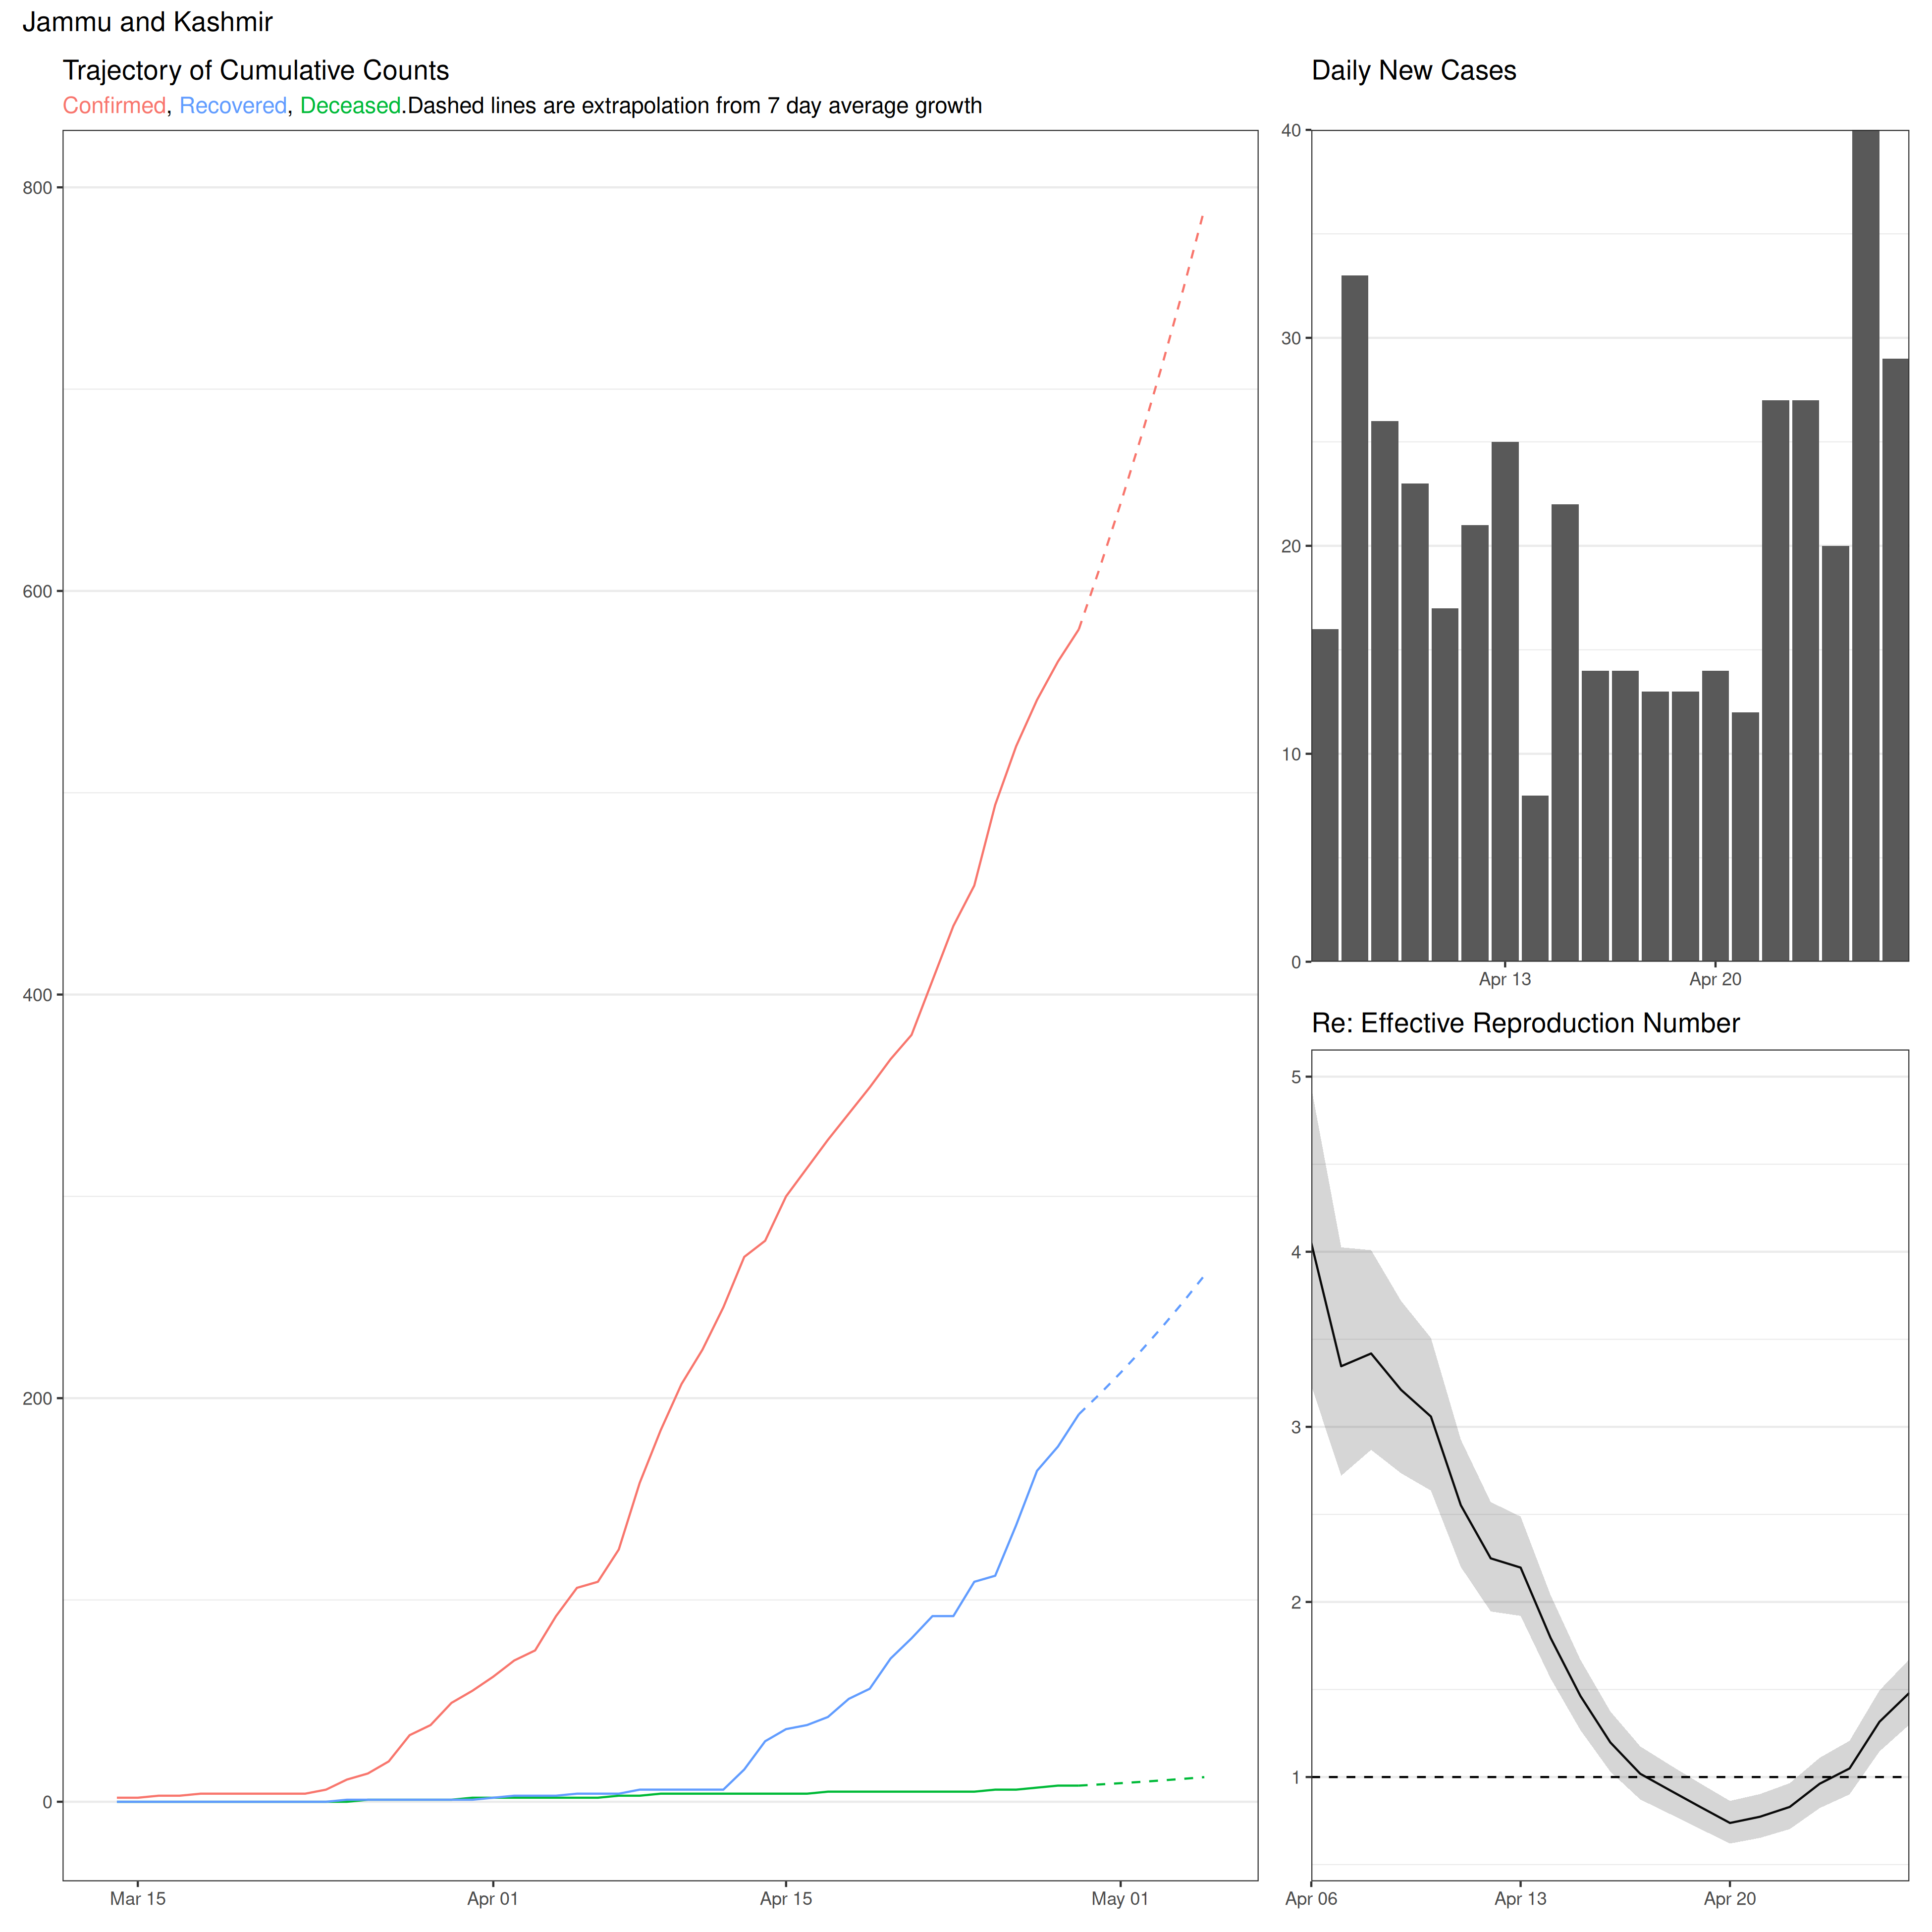 Jammu and Kashmir
Trajectory of Cumulative Counts
Confirmed, Recovered, Deceased.Dashed lines are extrapolation from 7 day average growth
800
600
400
200
0
Mar 15 Apr 01 Apr 15 May 01
Daily New Cases
40
30
20
10
0
Apr 13 Apr 20
Re: Effective Reproduction Number
5
4
3
2
1
Apr 06 Apr 13 Apr 20